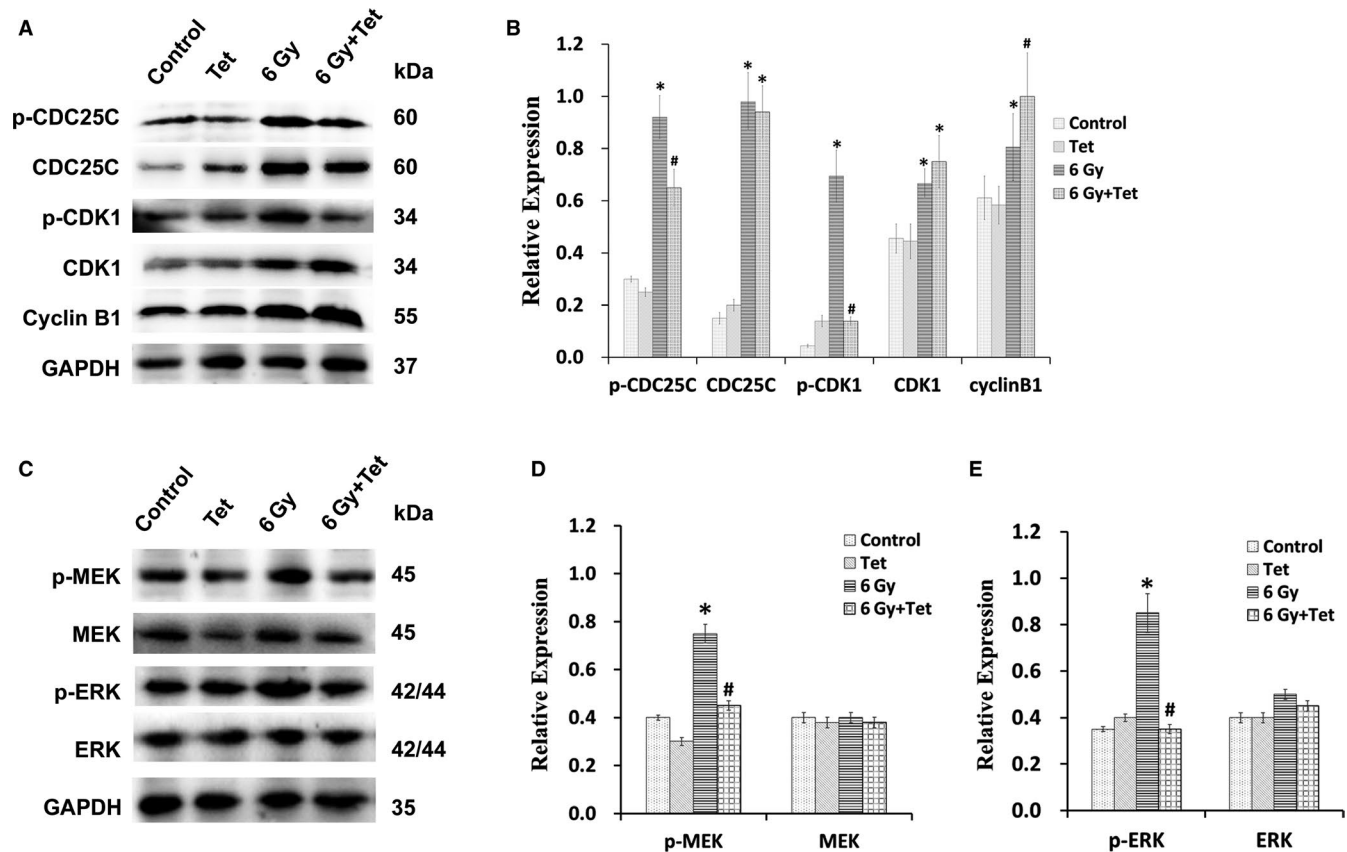 A
Control
Tet
6 Gy
6 Gy+Tet
kDa
p-CDC25C
60
CDC25C
60
p-CDK1
34
CDK1
34
Cyclin B1
55
GAPDH
37
B
Relative Expression
1.2
1.0
0.8
0.6
0.4
0.2
0.0
*
#
*
*
*
#
*
*
*
#
p-CDC25C
CDC25C
p-CDK1
CDK1
cyclinB1
Control
Tet
6 Gy
6 Gy+Tet
C
Control
Tet
6 Gy
6 Gy+Tet
kDa
p-MEK
45
MEK
45
p-ERK
42/44
ERK
42/44
GAPDH
35
D
Relative Expression
1.2
1.0
0.8
0.6
0.4
0.2
0.0
*
#
p-MEK
MEK
Control
Tet
6 Gy
6 Gy+Tet
E
Relative Expression
1.2
1.0
0.8
0.6
0.4
0.2
0.0
*
#
p-ERK
ERK
Control
Tet
6 Gy
6 Gy+Tet